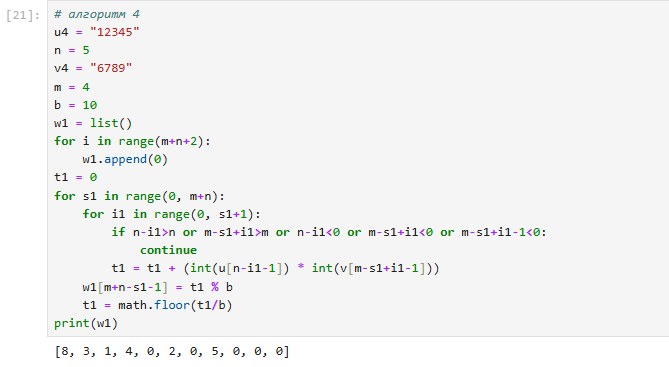 [21]: # алгоритм 4
u4 = "12345"
n = 5
v4 = "6789"
m = 4
b = 10
w1 = list()
for i in range(m+n+2):
    w1.append(0)
t1 = 0
for s1 in range(0, m+n):
    for i1 in range(0, s1+1):
        if n-i1>n or m-s1+i1>m or n-i1<0 or m-s1+i1<0 or m-s1+i1-1<0:
            continue
        t1 = t1 + (int(u[n-i1-1]) * int(v[m-s1+i1-1]))
    w1[m+n-s1-1] = t1 % b
    t1 = math.floor(t1/b)
print(w1)
[8, 3, 1, 4, 0, 2, 0, 5, 0, 0, 0]